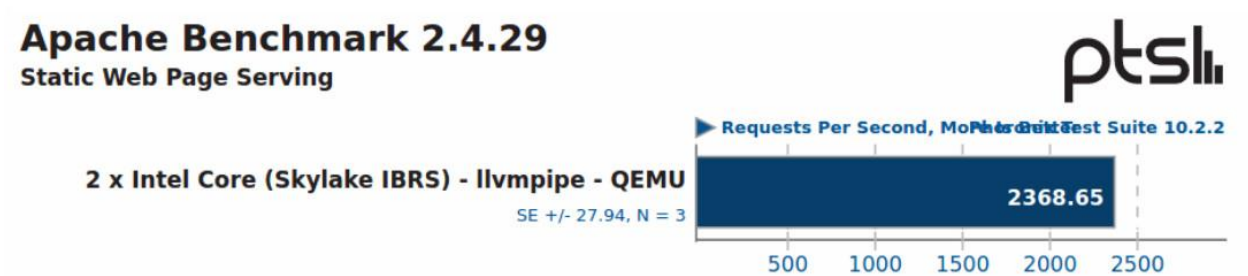 Apache Benchmark 2.4.29
Static Web Page Serving
ptsl
Requests Per Second, More Is Better
Phoronix Test Suite 10.2.2
2 x Intel Core (Skylake IBRS) - llvmpipe - QEMU
2368.65
SE +/- 27.94, N = 3
500 1000 1500 2000 2500